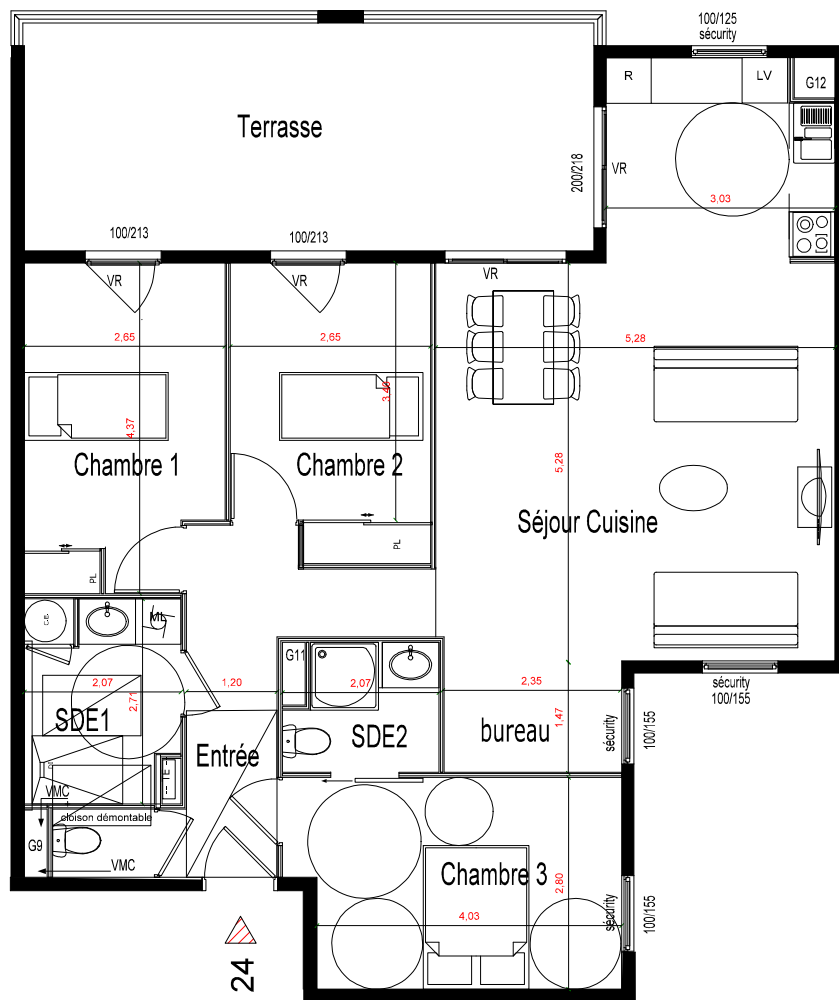 100/125
sécurity
R
LV
G12
Terrasse
200/218
VR
3,03
100/213
100/213
VR
VR
VR
2,65
2,65
5,28
4,37
3,40
5,28
Chambre 1
Chambre 2
Séjour Cuisine
PL
PL
C.E.
ML
G11
2,07
1,20
2,07
2,35
sécurity
100/155
2,71
1,47
SDE1
SDE2
bureau
Entrée
sécurity
100/155
VMC
cloison démontable
G9
VMC
Chambre 3
2,80
4,03
sécurity
100/155
24